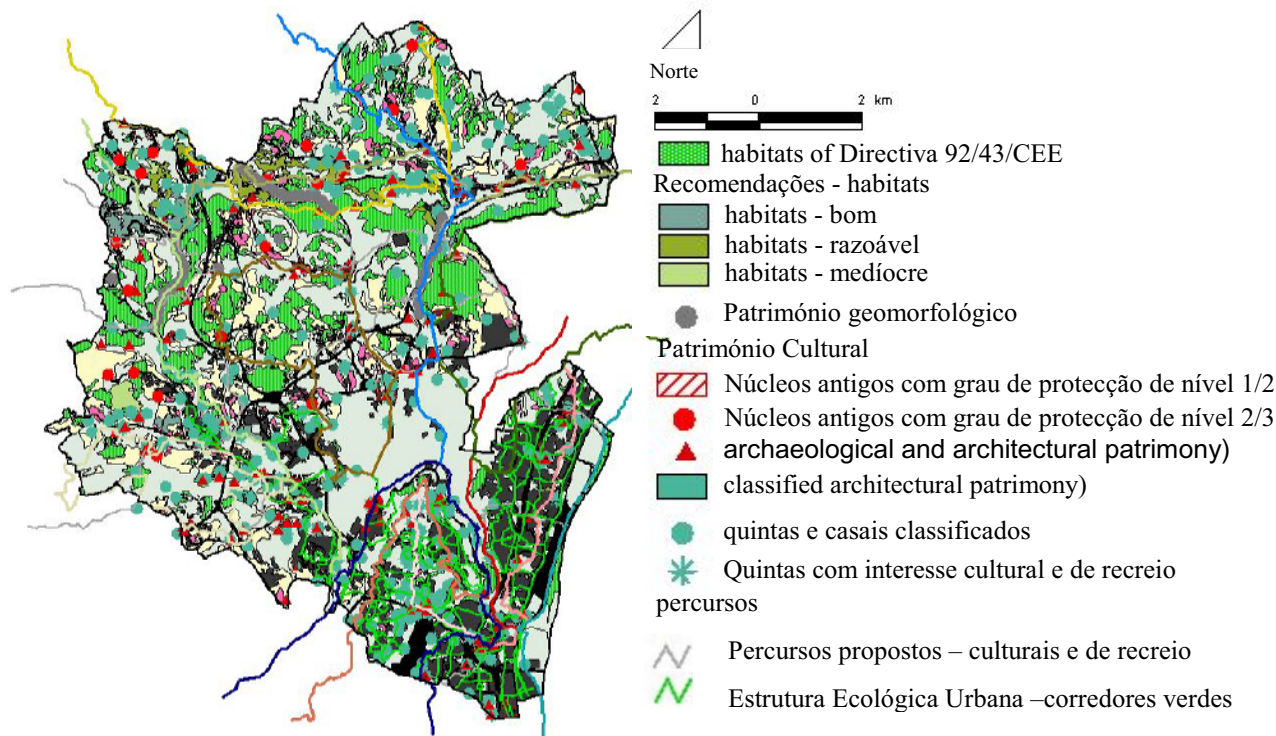 Norte
2 0 2 km
habitats of Directiva 92/43/CEE
Recomendações - habitats
habitats - bom
habitats - razoável
habitats - medíocre
Património geomorfológico
Património Cultural
Núcleos antigos com grau de protecção de nível 1/2
Núcleos antigos com grau de protecção de nível 2/3
archaeological and architectural patrimony)
classified architectural patrimony)
quintas e casais classificados
Quintas com interesse cultural e de recreio
percursos
Percursos propostos – culturais e de recreio
Estrutura Ecológica Urbana –corredores verdes